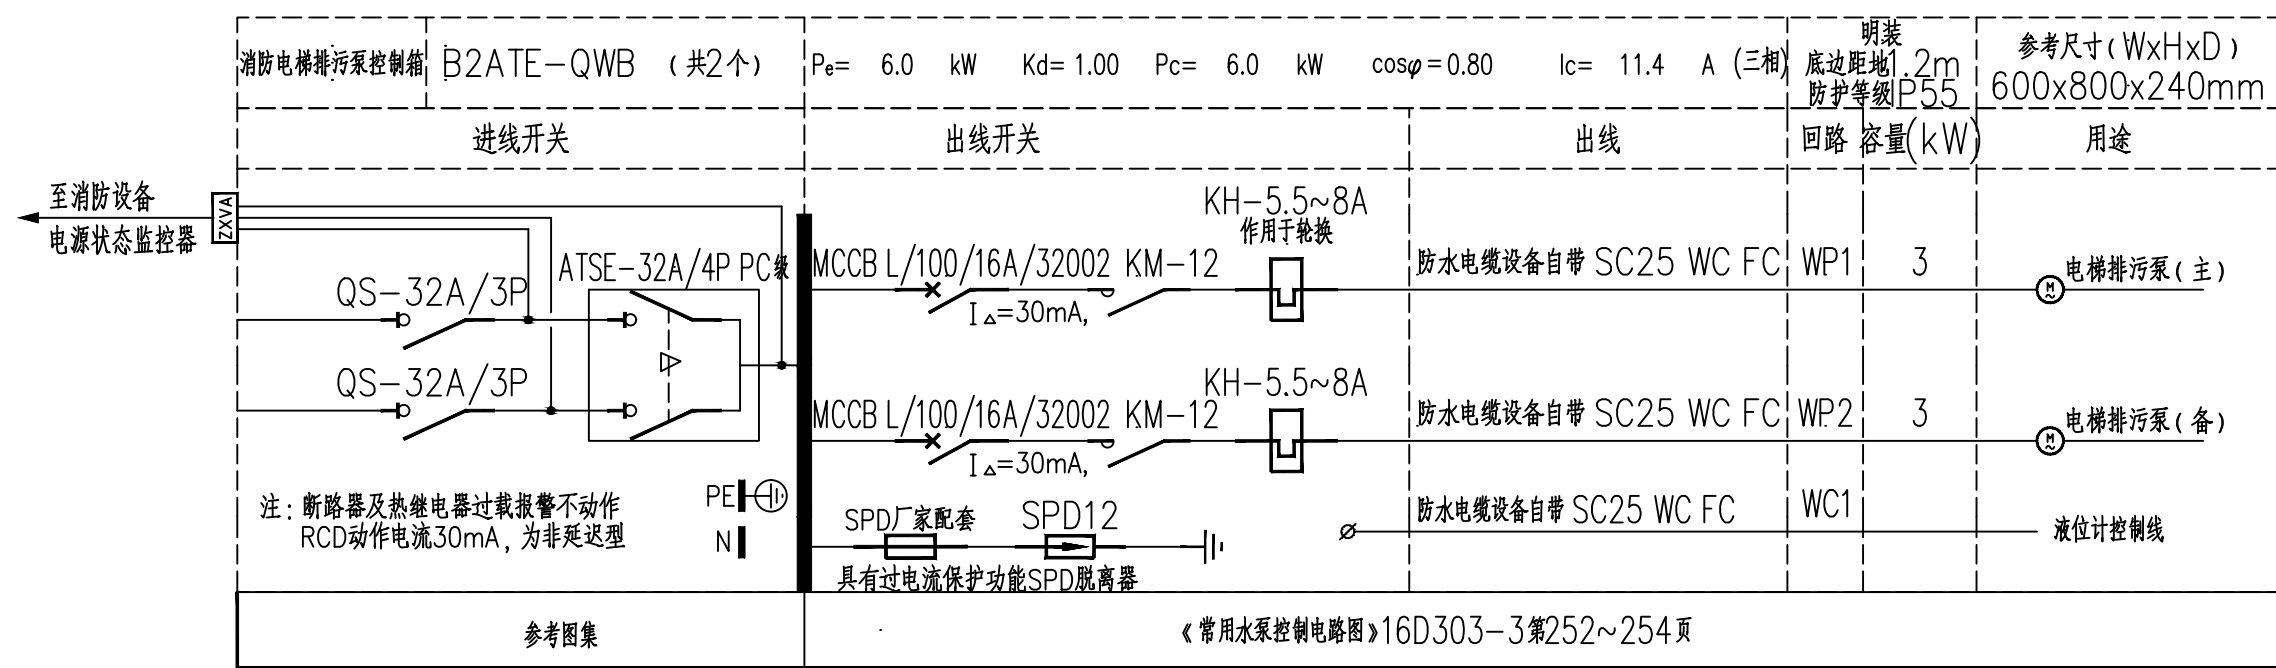 消防电梯排污泵控制箱 B2ATE-QWB (共2个) Pe= 6.0 kW Kd= 1.00 Pc= 6.0 kW cosφ=0.80 Ic= 11.4 A (三相)
明装
底边距地1.2m
防护等级IP55
参考尺寸(WxHxD)
600x800x240mm
进线开关 出线开关 出线 回路 容量(kW) 用途
至消防设备
电源状态监控器
ZXVA
QS-32A/3P
QS-32A/3P
ATSE-32A/4P PC级
MCCB L/100/16A/32002 KM-12
I△=30mA,
KH-5.5~8A
作用于轮换
防水电缆设备自带 SC25 WC FC WP1 3 电梯排污泵(主)
M
~
MCCB L/100/16A/32002 KM-12
I△=30mA,
KH-5.5~8A
防水电缆设备自带 SC25 WC FC WP2 3 电梯排污泵(备)
M
~
注: 断路器及热继电器过载报警不动作
RCD动作电流30mA, 为非延迟型
PE
N
SPD厂家配套 SPD12
具有过电流保护功能SPD脱离器
防水电缆设备自带 SC25 WC FC WC1 液位计控制线
参考图集 《常用水泵控制电路图》16D303-3第252~254页